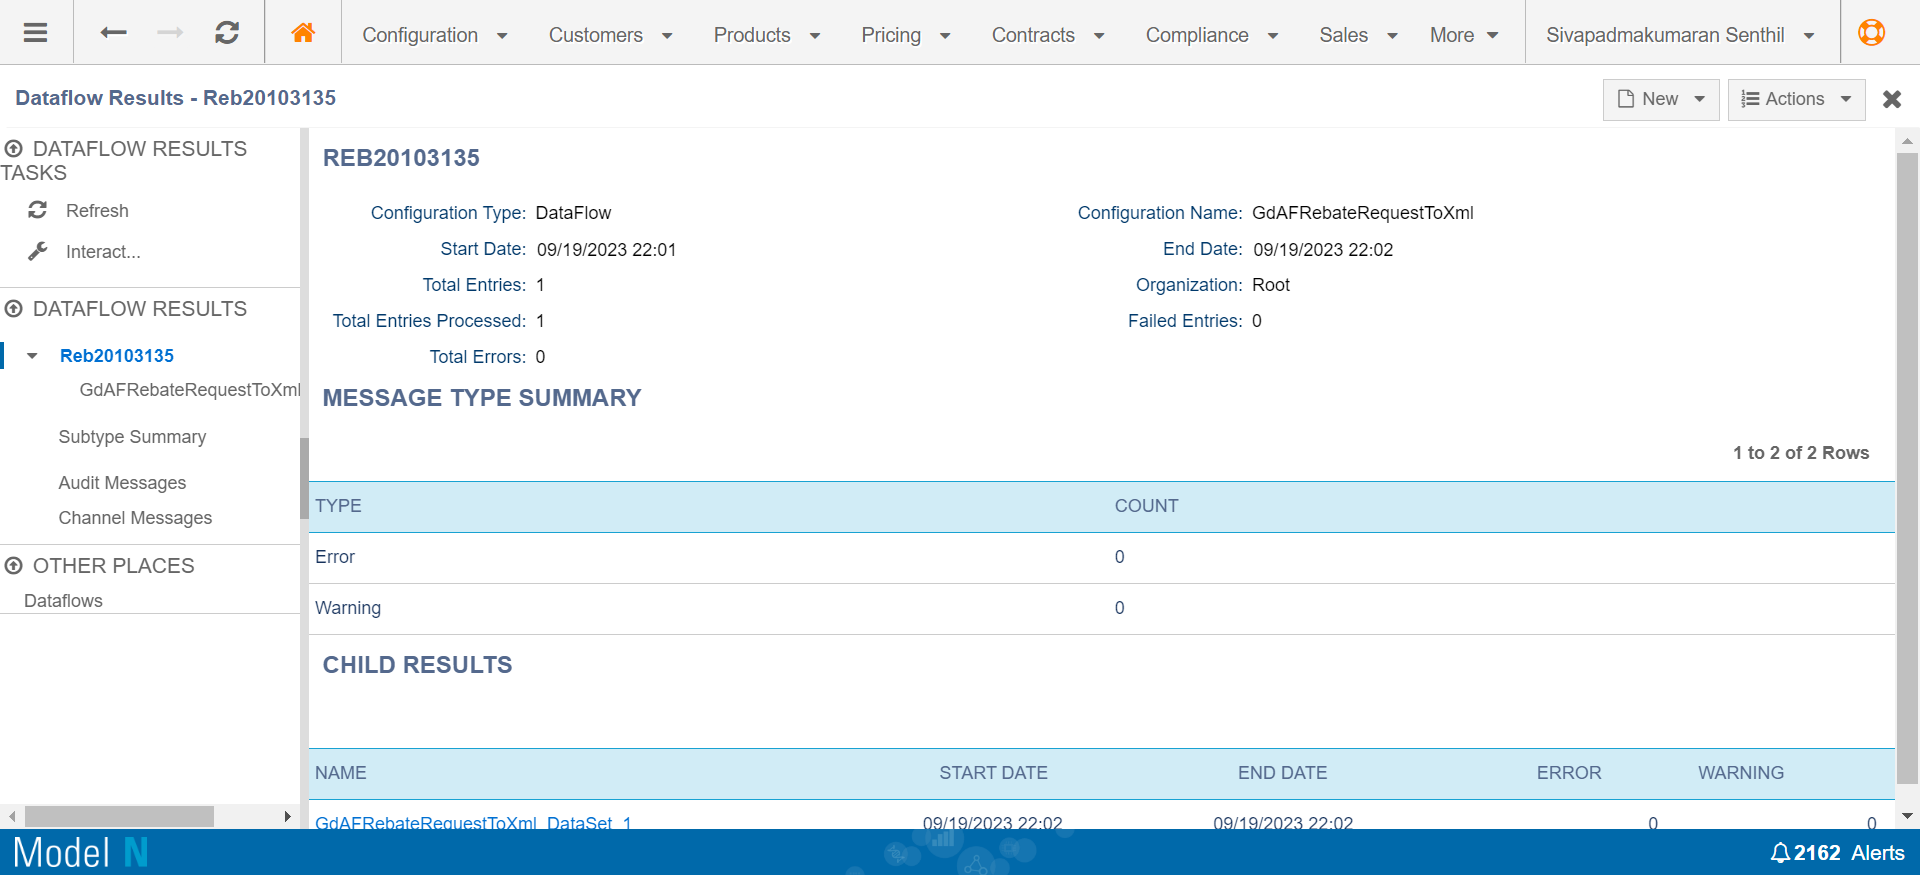 Configuration Customers Products Pricing Contracts Compliance Sales More Sivapadmakumaran Senthil
Dataflow Results - Reb20103135
New Actions
DATAFLOW RESULTS
TASKS
Refresh
Interact...
DATAFLOW RESULTS
Reb20103135
GdAFRebateRequestToXml
Subtype Summary
Audit Messages
Channel Messages
OTHER PLACES
Dataflows
REB20103135
Configuration Type: DataFlow Configuration Name: GdAFRebateRequestToXml
Start Date: 09/19/2023 22:01 End Date: 09/19/2023 22:02
Total Entries: 1 Organization: Root
Total Entries Processed: 1 Failed Entries: 0
Total Errors: 0
MESSAGE TYPE SUMMARY
1 to 2 of 2 Rows
TYPE COUNT
Error 0
Warning 0
CHILD RESULTS
NAME START DATE END DATE ERROR WARNING
GdAFRebateRequestToXml_DataSet_1 09/19/2023 22:02 09/19/2023 22:02 0 0
Model N
2162 Alerts